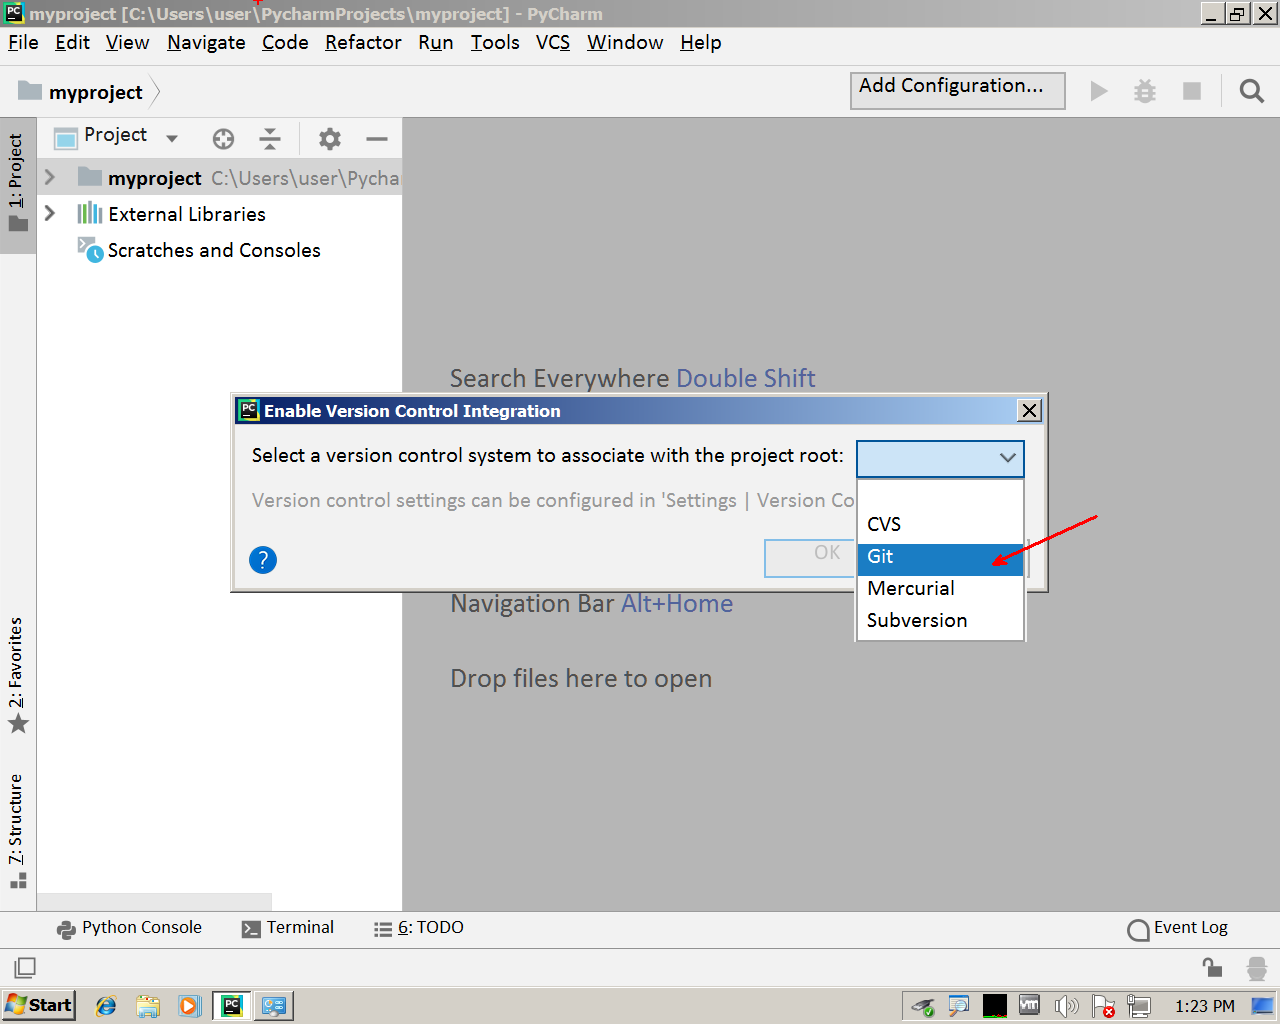 myproject [C:\Users\user\PycharmProjects\myproject] - PyCharm
File Edit View Navigate Code Refactor Run Tools VCS Window Help
myproject
Add Configuration...
1: Project
Project
myproject C:\Users\user\Pycha
External Libraries
Scratches and Consoles
Search Everywhere Double Shift
Enable Version Control Integration
Select a version control system to associate with the project root:
Version control settings can be configured in 'Settings | Version Co
CVS
Git
Mercurial
Subversion
OK
Navigation Bar Alt+Home
Drop files here to open
2: Favorites
7: Structure
Python Console
Terminal
6: TODO
Event Log
Start
1:23 PM